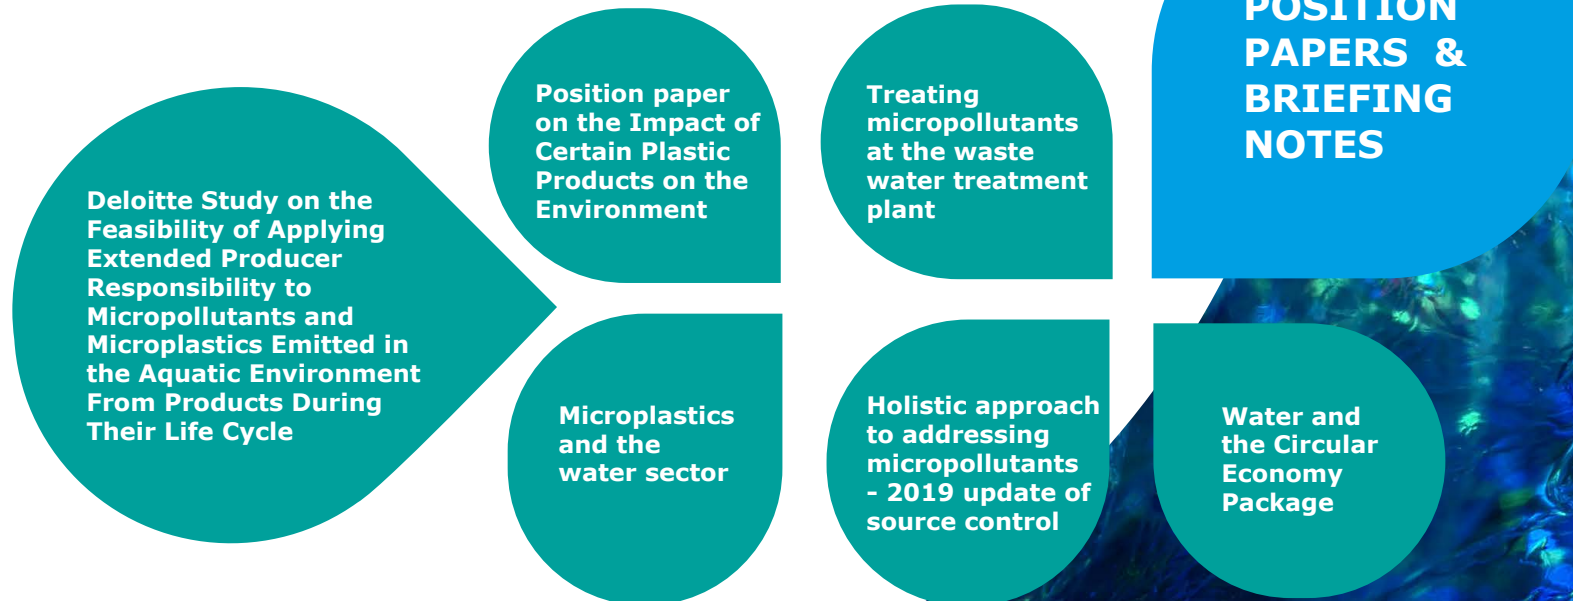 POSITION
PAPERS & 
BRIEFING
NOTES
Deloitte Study on the
Feasibility of Applying
Extended Producer
Responsibility to
Micropollutants and
Microplastics Emitted in
the Aquatic Environment
From Products During
Their Life Cycle
Position paper
on the Impact of
Certain Plastic
Products on the
Environment
Treating
micropollutants
at the waste
water treatment
plant
Microplastics
and the
water sector
Holistic approach
to addressing
micropollutants
- 2019 update of
source control
Water and
the Circular
Economy
Package